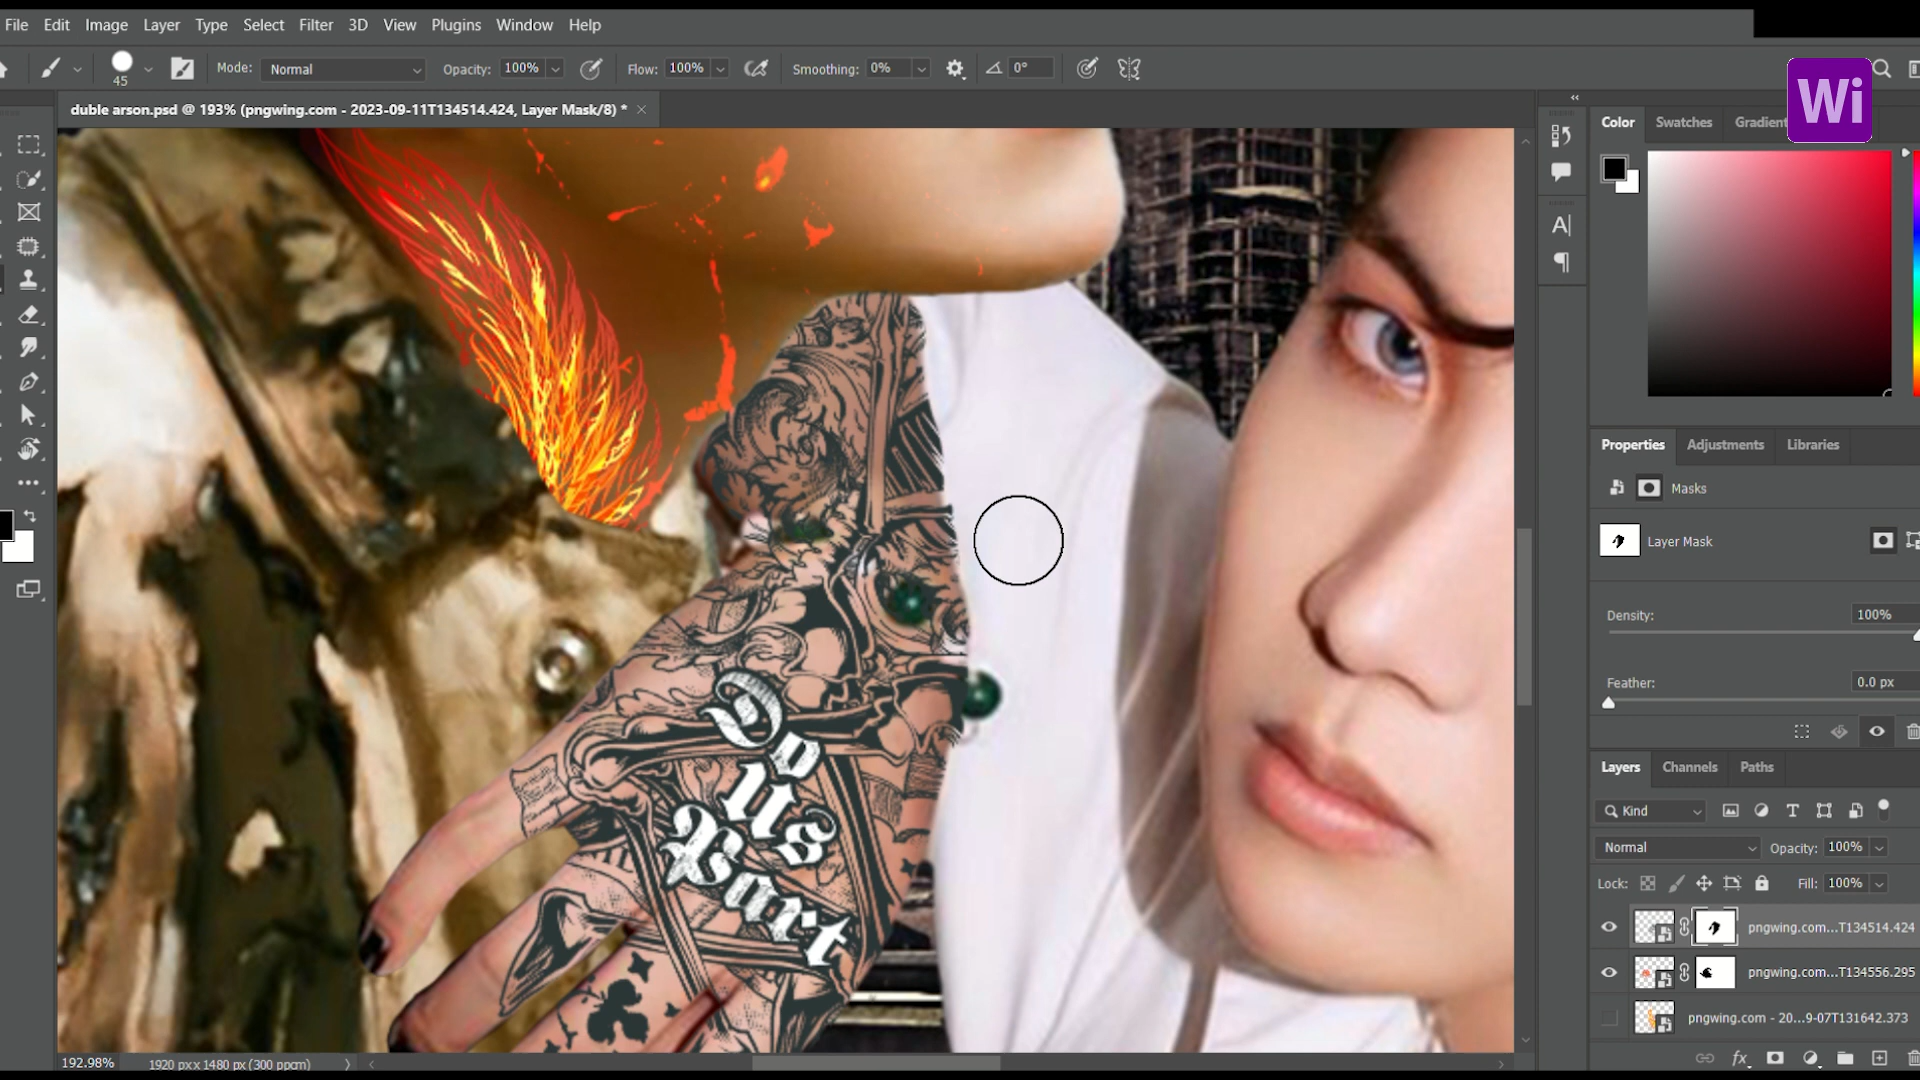 File Edit Image Layer Type Select Filter 3D View Plugins Window Help
45 Mode: Normal Opacity: 100% Flow: 100% Smoothing: 0% 0°
Wi
duble arson.psd @ 193% (pngwing.com - 2023-09-11T134514.424, Layer Mask/8) *
Color Swatches Gradient
Properties Adjustments Libraries
Masks
Layer Mask
Density: 100%
Feather: 0.0 px
Do
Us
Part
Layers Channels Paths
Kind
Normal Opacity: 100%
Lock: Fill: 100%
pngwing.com...T134514.424
pngwing.com...T134556.295
pngwing.com - 20...9-07T131642.373
192.98% 1920 px x 1480 px (300 ppcm)